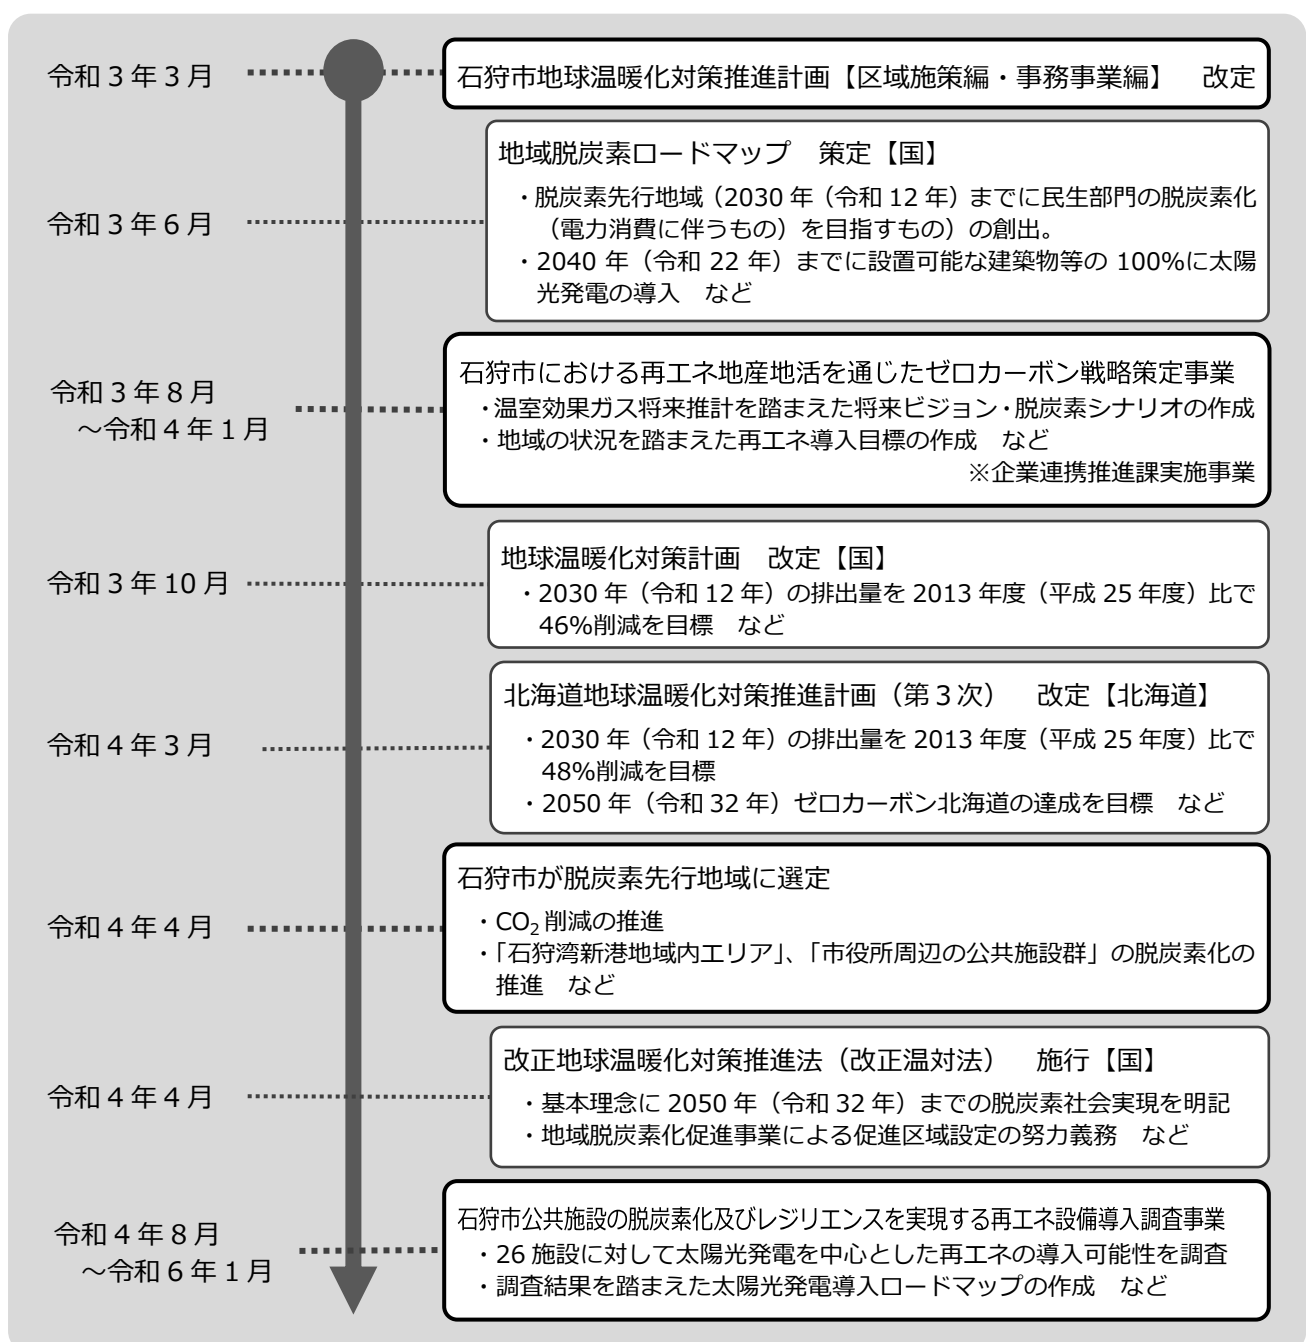 令和３年３月
石狩市地球温暖化対策推進計画【区域施策編・事務事業編】　改定
令和３年６月
地域脱炭素ロードマップ　策定【国】
・脱炭素先行地域（2030 年（令和 12 年）までに民生部門の脱炭素化
（電力消費に伴うもの）を目指すもの）の創出。
・2040 年（令和 22 年）までに設置可能な建築物等の 100%に太陽
光発電の導入　など
令和３年８月
～令和４年１月
石狩市における再エネ地産地活を通じたゼロカーボン戦略策定事業
・温室効果ガス将来推計を踏まえた将来ビジョン・脱炭素シナリオの作成
・地域の状況を踏まえた再エネ導入目標の作成　など
※企業連携推進課実施事業
令和３年 10 月
地球温暖化対策計画　改定【国】
・2030 年（令和 12 年）の排出量を 2013 年度（平成 25 年度）比で
46%削減を目標　など
令和４年３月
北海道地球温暖化対策推進計画（第３次）　改定【北海道】
・2030 年（令和 12 年）の排出量を 2013 年度（平成 25 年度）比で
48%削減を目標
・2050 年（令和 32 年）ゼロカーボン北海道の達成を目標　など
令和４年４月
石狩市が脱炭素先行地域に選定
・CO₂削減の推進
・「石狩湾新港地域内エリア」、「市役所周辺の公共施設群」の脱炭素化の
推進　など
令和４年４月
改正地球温暖化対策推進法（改正温対法）　施行【国】
・基本理念に 2050 年（令和 32 年）までの脱炭素社会実現を明記
・地域脱炭素化促進事業による促進区域設定の努力義務　など
令和４年８月
～令和６年１月
石狩市公共施設の脱炭素化及びレジリエンスを実現する再エネ設備導入調査事業
・26 施設に対して太陽光発電を中心とした再エネの導入可能性を調査
・調査結果を踏まえた太陽光発電導入ロードマップの作成　など